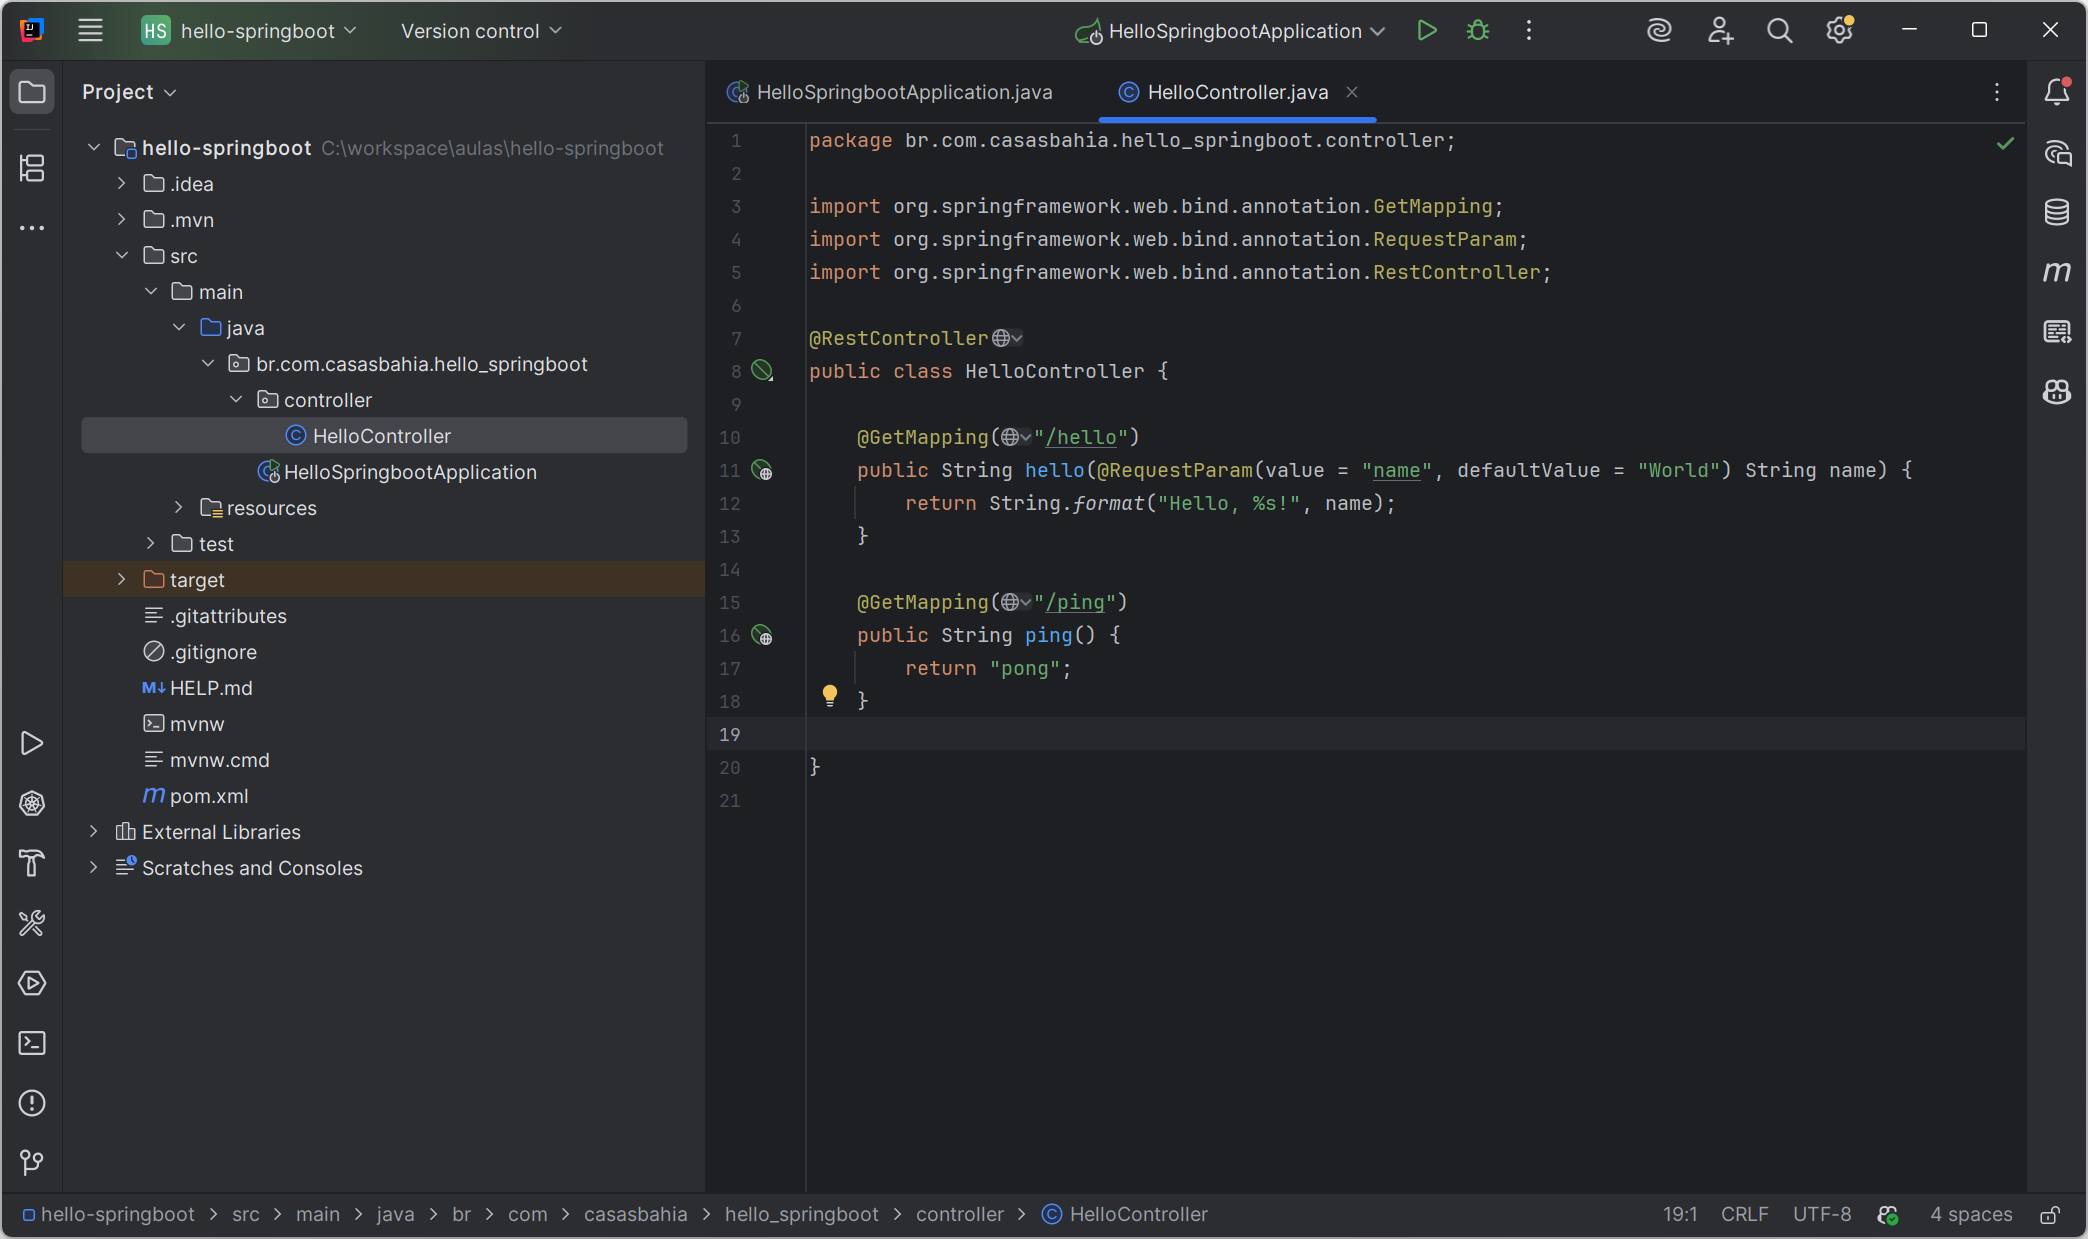 HS hello-springboot Version control HelloSpringbootApplication
Project
hello-springboot C:\workspace\aulas\hello-springboot
.idea
.mvn
src
main
java
br.com.casasbahia.hello_springboot
controller
HelloController
HelloSpringbootApplication
resources
test
target
.gitattributes
.gitignore
M↓ HELP.md
mvnw
mvnw.cmd
m pom.xml
External Libraries
Scratches and Consoles
HelloSpringbootApplication.java HelloController.java
1 package br.com.casasbahia.hello_springboot.controller;
2
3 import org.springframework.web.bind.annotation.GetMapping;
4 import org.springframework.web.bind.annotation.RequestParam;
5 import org.springframework.web.bind.annotation.RestController;
6
7 @RestController
8 public class HelloController {
9
10 @GetMapping("/hello")
11 public String hello(@RequestParam(value = "name", defaultValue = "World") String name) {
12 return String.format("Hello, %s!", name);
13 }
14
15 @GetMapping("/ping")
16 public String ping() {
17 return "pong";
18 }
19
20 }
21
m
hello-springboot > src > main > java > br > com > casasbahia > hello_springboot > controller > HelloController
19:1 CRLF UTF-8 4 spaces